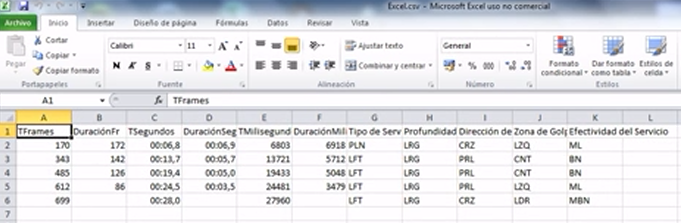 Excel.csv - Microsoft Excel uso no comercial
Archivo Inicio Insertar Diseño de página Fórmulas Datos Revisar Vista
Cortar
Copiar
Copiar formato
Pegar
Calibri 11
N K S
Ajustar texto
Combinar y centrar
General
% 000
Formato condicional
Dar formato como tabla
Estilos de celda
Portapapeles Fuente Alineación Número Estilos
A1 fx TFrames
A B C D E F G H I J K L
1 TFrames DuraciónFr TSegundos DuraciónSeg TMilisegund DuraciónMili Tipo de Serv Profundidad Dirección de Zona de Golp Efectividad del Servicio
2 170 172 00:06,8 00:06,9 6803 6918 PLN LRG CRZ LZQ ML
3 343 142 00:13,7 00:05,7 13721 5712 LFT LRG PRL CNT BN
4 485 126 00:19,4 00:05,0 19433 5048 LFT LRG PRL CNT BN
5 612 86 00:24,5 00:03,5 24481 3479 LFT LRG PRL LZQ ML
6 699 00:28,0 27960 LFT LRG CRZ LDR MBN
7